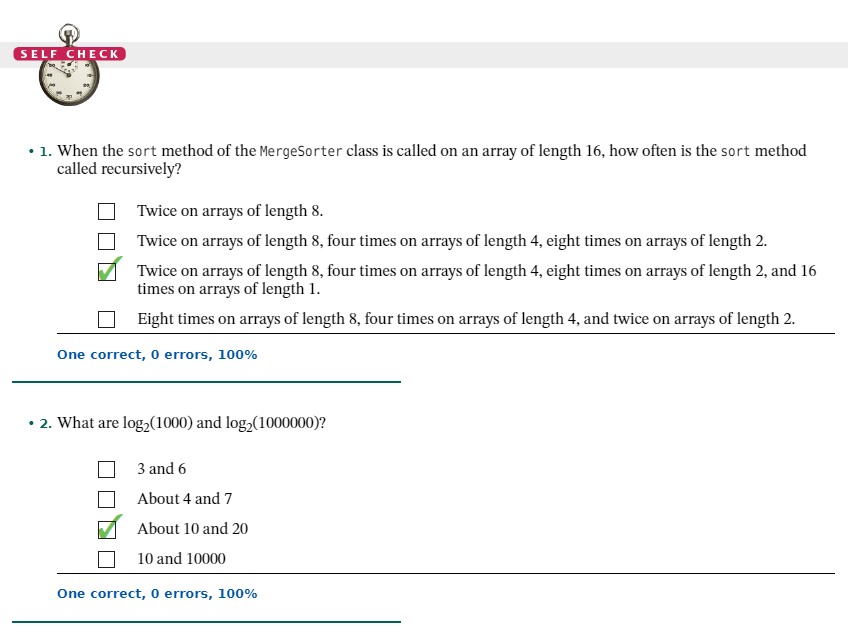 SELF CHECK
• 1. When the sort method of the MergeSorter class is called on an array of length 16, how often is the sort method
called recursively?
Twice on arrays of length 8.
Twice on arrays of length 8, four times on arrays of length 4, eight times on arrays of length 2.
Twice on arrays of length 8, four times on arrays of length 4, eight times on arrays of length 2, and 16
times on arrays of length 1.
Eight times on arrays of length 8, four times on arrays of length 4, and twice on arrays of length 2.
One correct, 0 errors, 100%
• 2. What are log₂(1000) and log₂(1000000)?
3 and 6
About 4 and 7
About 10 and 20
10 and 10000
One correct, 0 errors, 100%